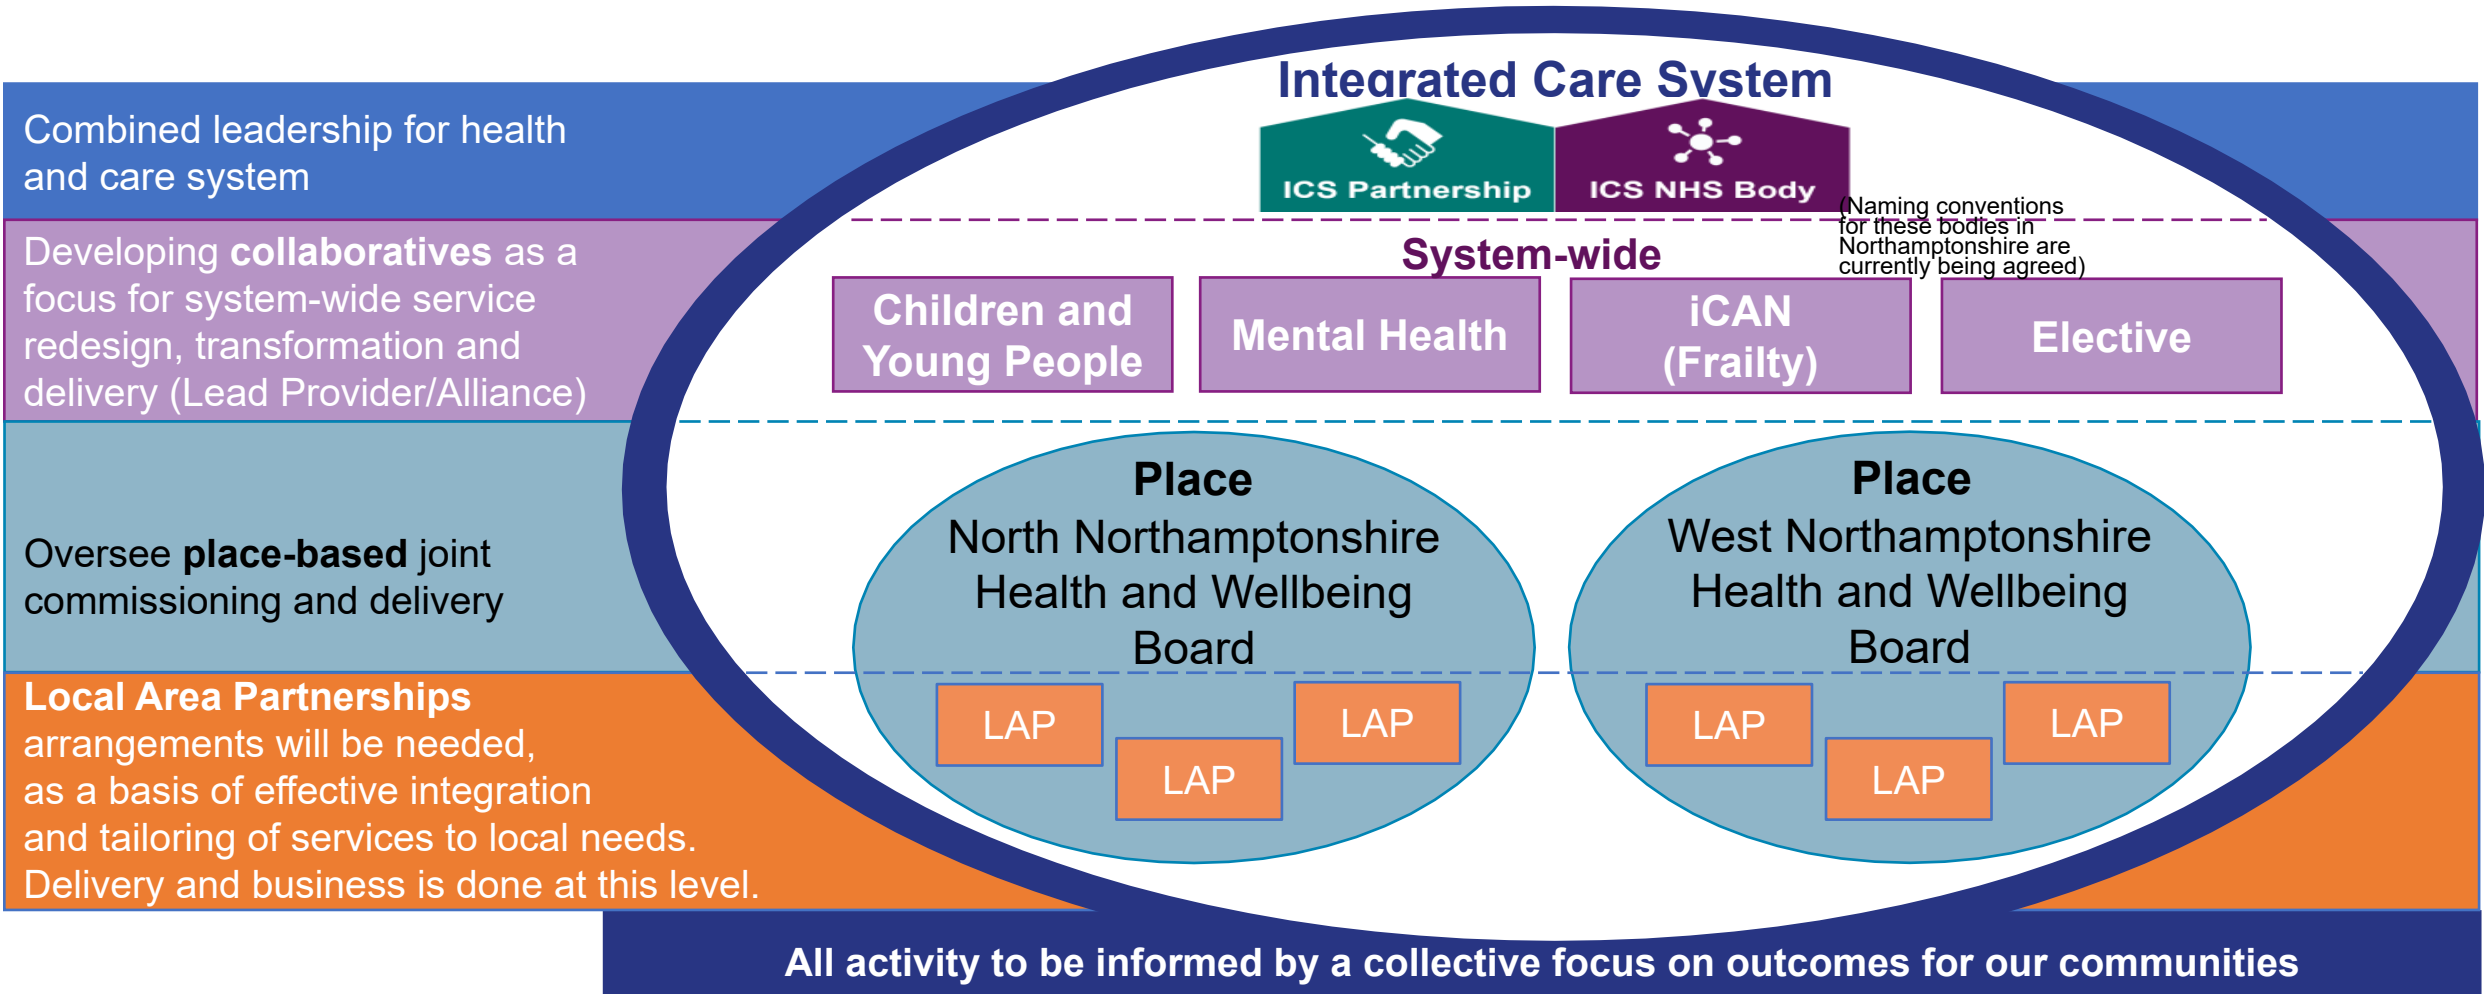 Integrated Care System
Combined leadership for health
and care system
ICS Partnership
ICS NHS Body
(Naming conventions
for these bodies in
Northamptonshire are
currently being agreed)
Developing collaboratives as a
focus for system-wide service
redesign, transformation and
delivery (Lead Provider/Alliance)
System-wide
Children and
Young People
Mental Health
iCAN
(Frailty)
Elective
Oversee place-based joint
commissioning and delivery
Place
North Northamptonshire
Health and Wellbeing
Board
Place
West Northamptonshire
Health and Wellbeing
Board
Local Area Partnerships
arrangements will be needed,
as a basis of effective integration
and tailoring of services to local needs.
Delivery and business is done at this level.
LAP
LAP
LAP
LAP
LAP
LAP
All activity to be informed by a collective focus on outcomes for our communities